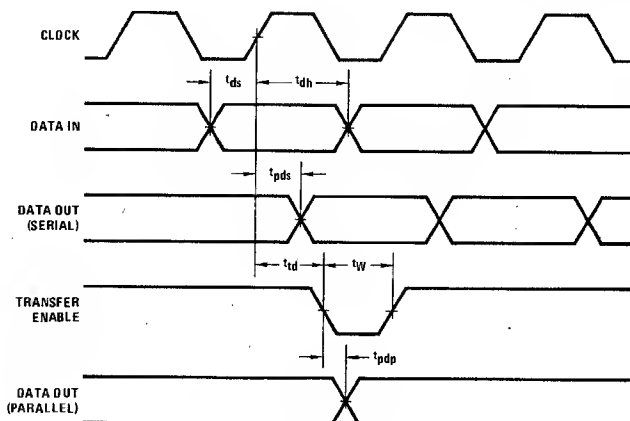 CLOCK
tds
tdh
DATA IN
tpds
DATA OUT
(SERIAL)
ttd
tW
TRANSFER
ENABLE
tpdp
DATA OUT
(PARALLEL)